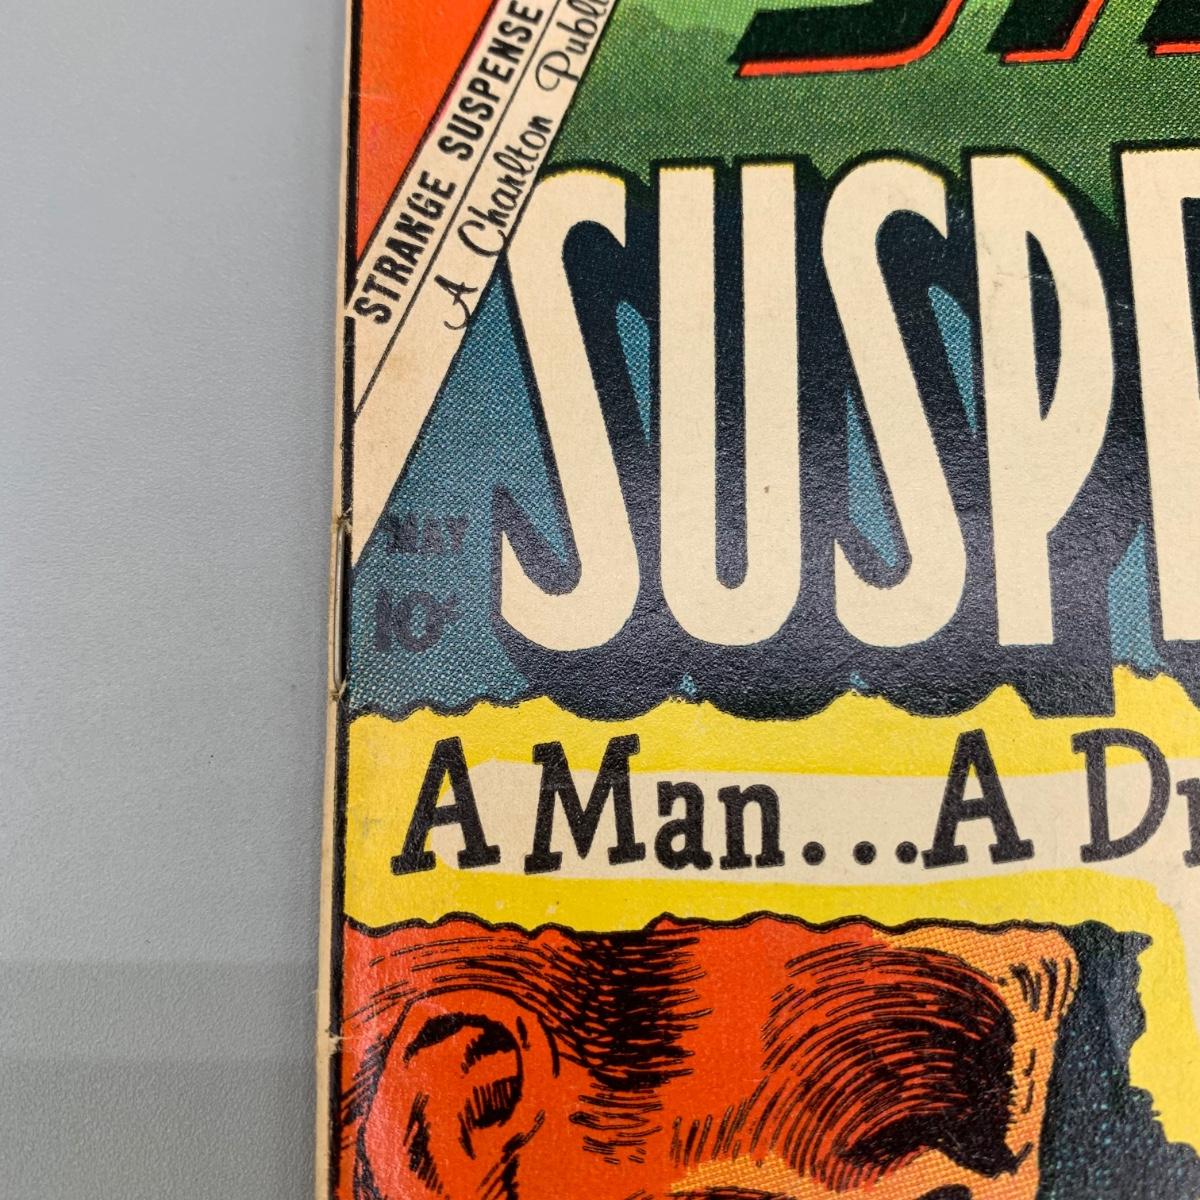 STRANGE SUSPENSE
A Charlton
SUSP
MAY
10¢
A Man...A